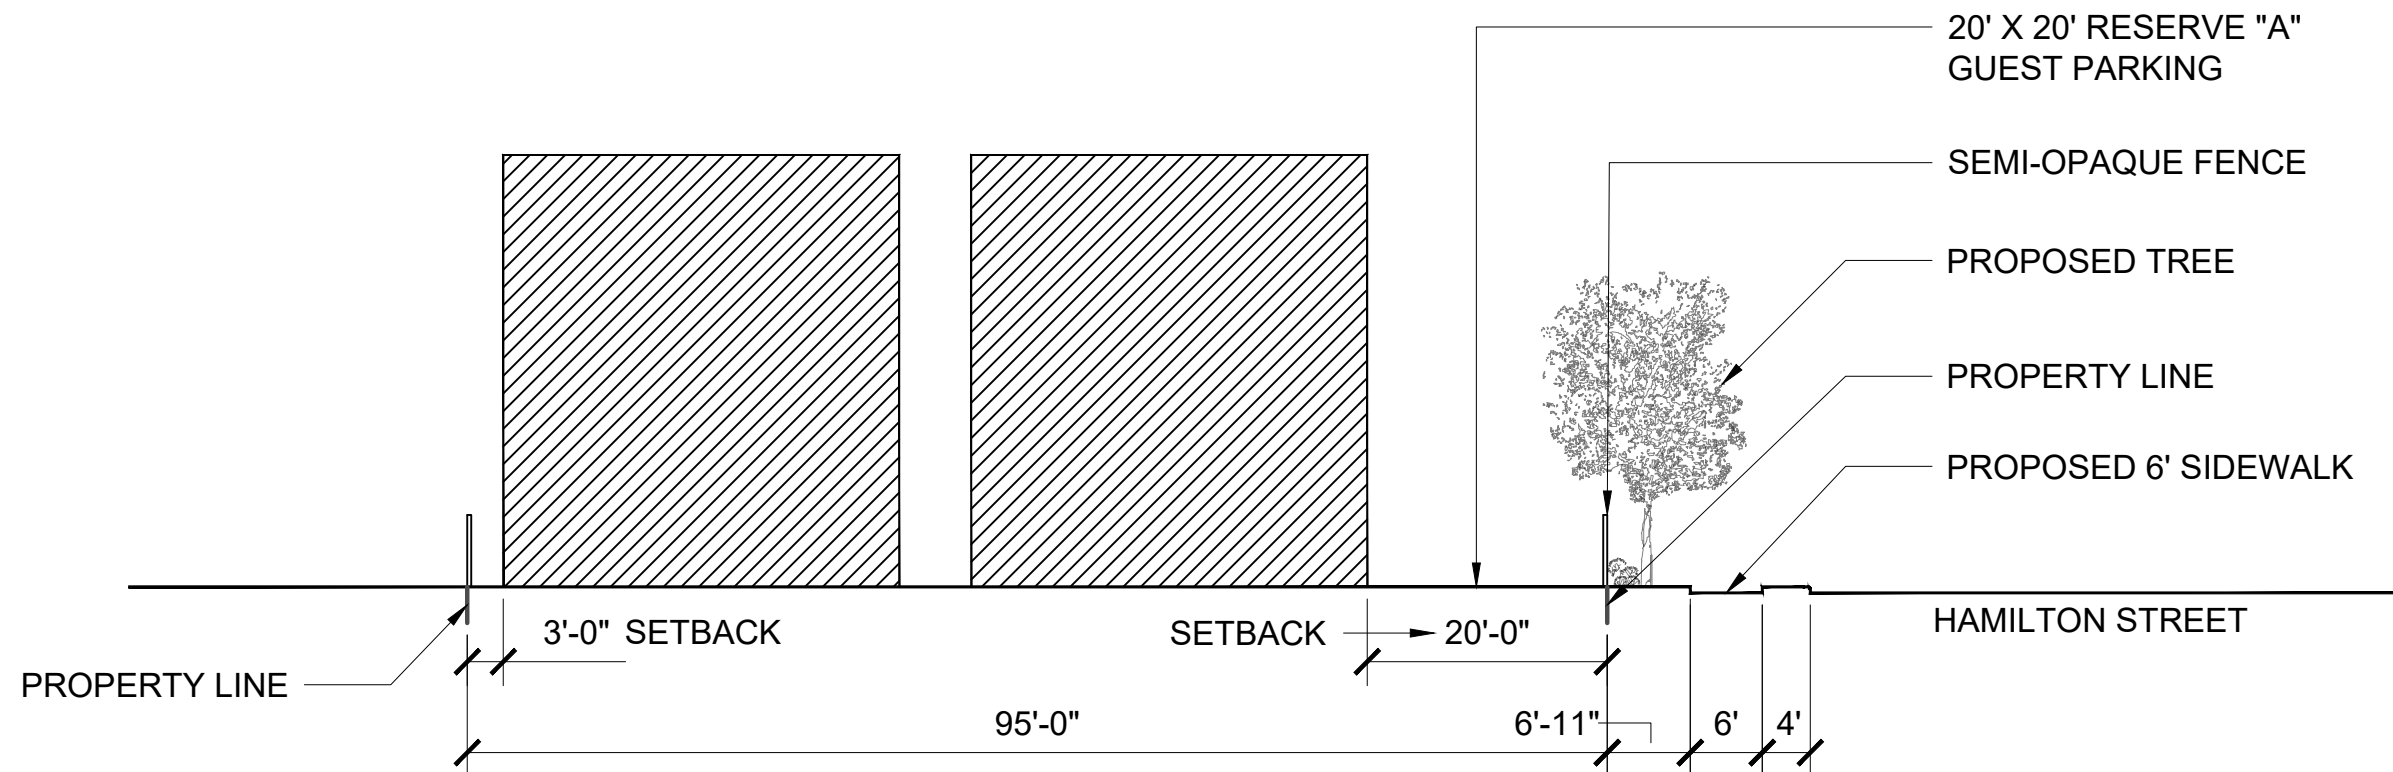 20' X 20' RESERVE "A"
GUEST PARKING
SEMI-OPAQUE FENCE
PROPOSED TREE
PROPERTY LINE
PROPOSED 6' SIDEWALK
HAMILTON STREET
3'-0" SETBACK
SETBACK 20'-0"
PROPERTY LINE
95'-0"
6'-11"
6'
4'